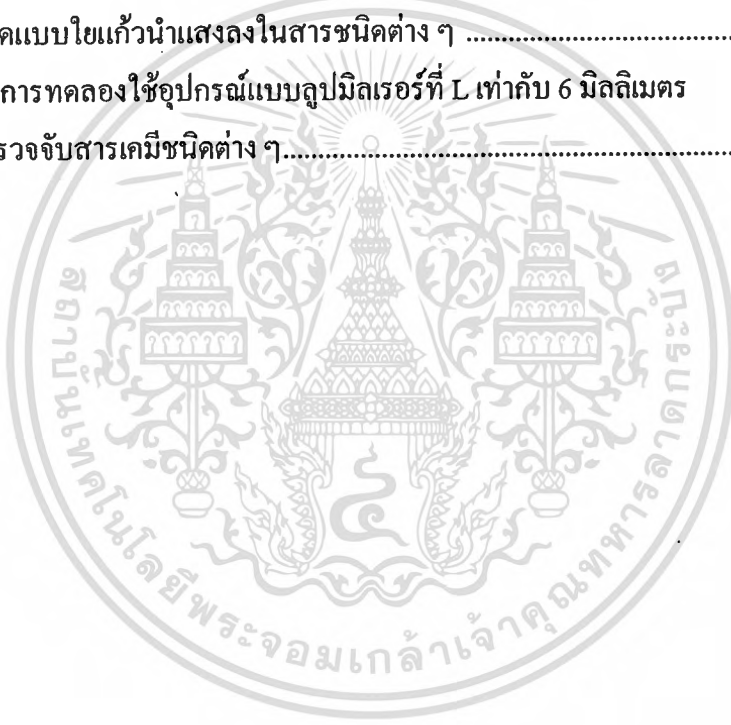 ดแบบใยแก้วนำแสงลงในสารชนิดต่าง ๆ ..................................
การทดลองใช้อุปกรณ์แบบลูปมิลเรอร์ที่ L เท่ากับ 6 มิลลิเมตร
รวจจับสารเคมีชนิดต่าง ๆ............................................................
สถาบันเทคโนโลยีพระจอมเกล้าเจ้าคุณทหารลาดกระบัง